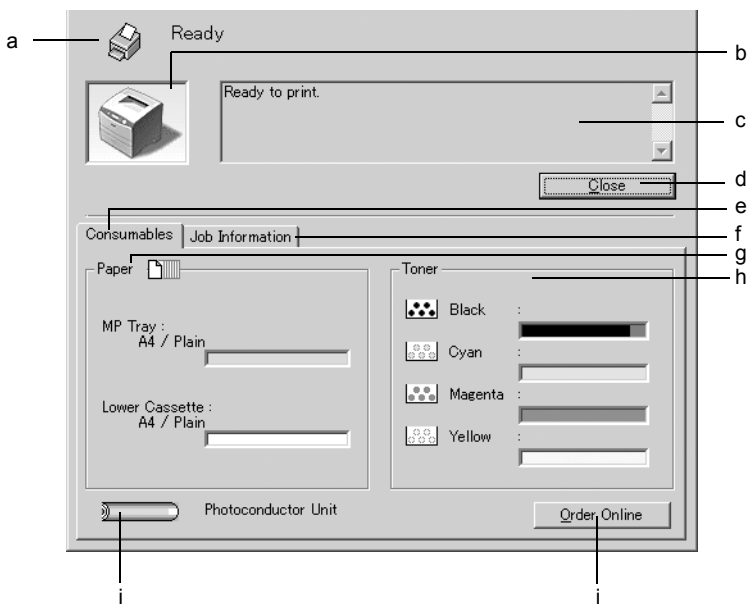 a
Ready
b
Ready to print.
c
Close
d
e
Consumables
Job Information
f
g
Paper
Toner
h
MP Tray :
A4 / Plain
Black :
Cyan :
Lower Cassette :
A4 / Plain
Magenta :
Yellow :
Photoconductor Unit
Order Online
i
j